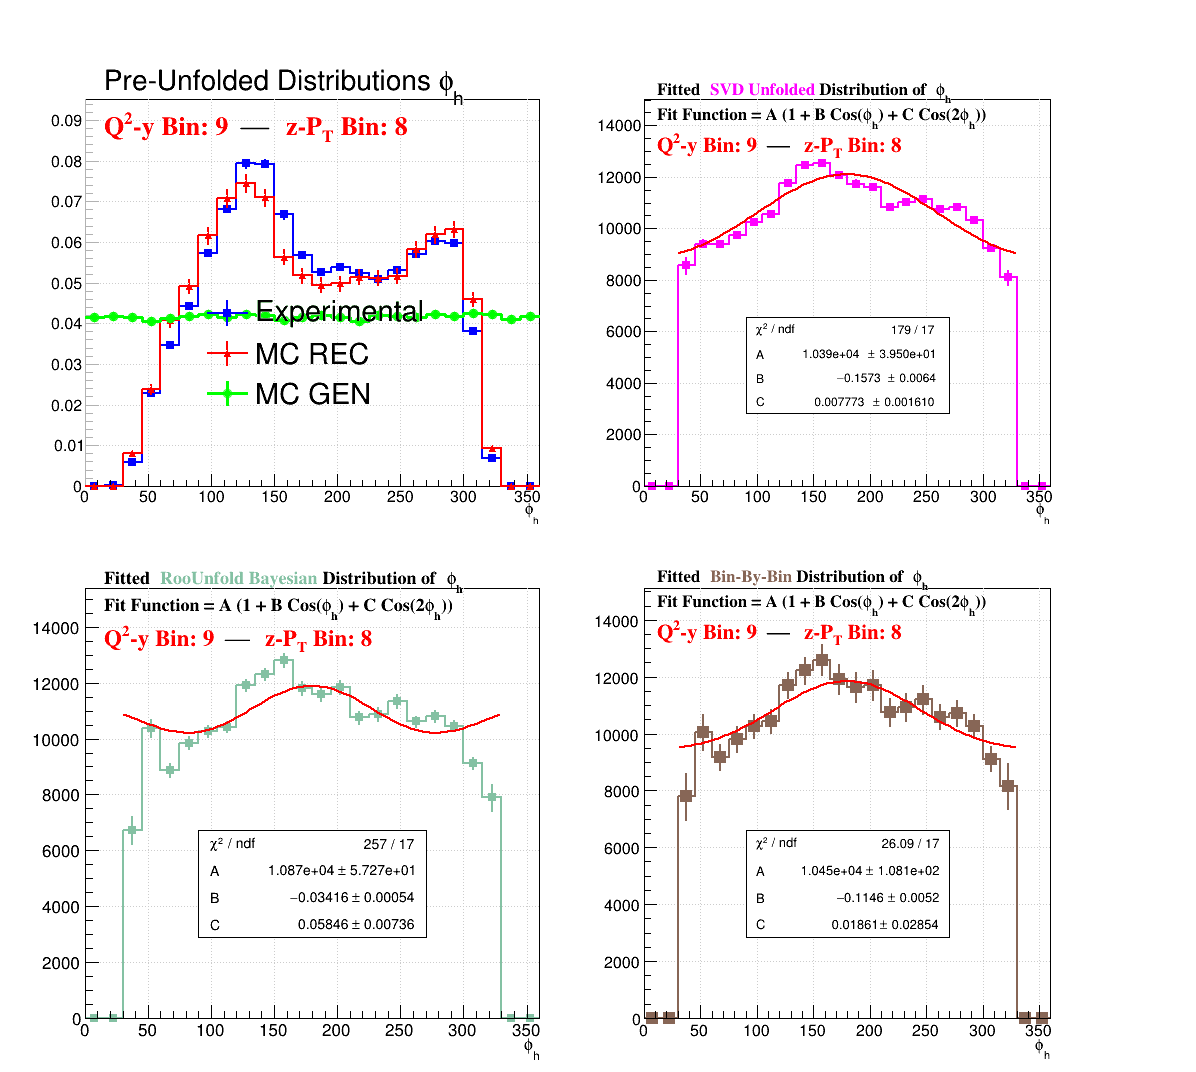 Pre-Unfolded Distributions ϕh
Q²-y Bin: 9 — z-PT Bin: 8
0.09
0.08
0.07
0.06
0.05
0.04
0.03
0.02
0.01
0
Experimental
MC REC
MC GEN
0 50 100 150 200 250 300 350
ϕh
Fitted SVD Unfolded Distribution of ϕh
Fit Function = A (1 + B Cos(ϕh) + C Cos(2ϕh))
Q²-y Bin: 9 — z-PT Bin: 8
14000
12000
10000
8000
6000
4000
2000
0
χ² / ndf 179 / 17
A 1.039e+04 ± 3.950e+01
B −0.1573 ± 0.0064
C 0.007773 ± 0.001610
0 50 100 150 200 250 300 350
ϕh
Fitted RooUnfold Bayesian Distribution of ϕh
Fit Function = A (1 + B Cos(ϕh) + C Cos(2ϕh))
Q²-y Bin: 9 — z-PT Bin: 8
14000
12000
10000
8000
6000
4000
2000
0
χ² / ndf 257 / 17
A 1.087e+04 ± 5.727e+01
B −0.03416 ± 0.00054
C 0.05846 ± 0.00736
0 50 100 150 200 250 300 350
ϕh
Fitted Bin-By-Bin Distribution of ϕh
Fit Function = A (1 + B Cos(ϕh) + C Cos(2ϕh))
Q²-y Bin: 9 — z-PT Bin: 8
14000
12000
10000
8000
6000
4000
2000
0
χ² / ndf 26.09 / 17
A 1.045e+04 ± 1.081e+02
B −0.1146 ± 0.0052
C 0.01861 ± 0.02854
0 50 100 150 200 250 300 350
ϕh